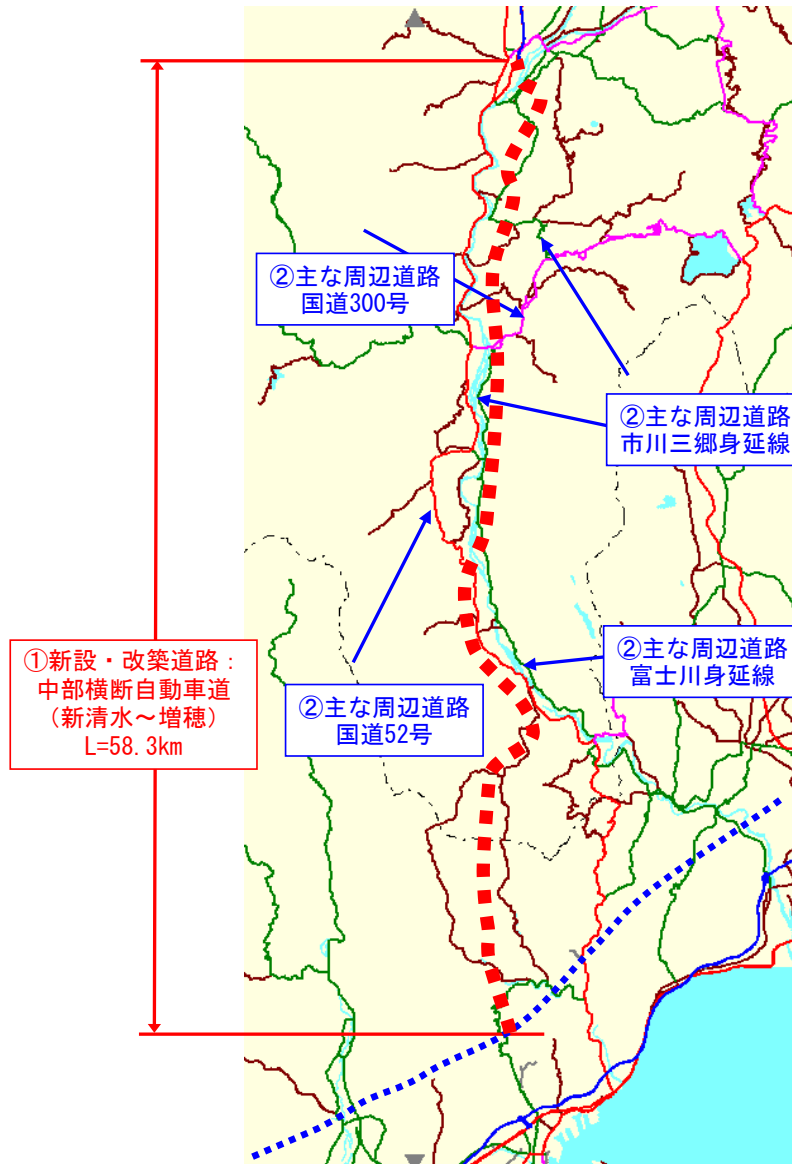 ②主な周辺道路
国道300号
②主な周辺道路
市川三郷身延線
①新設・改築道路：
中部横断自動車道
（新清水～増穂）
L=58.3km
②主な周辺道路
富士川身延線
②主な周辺道路
国道52号